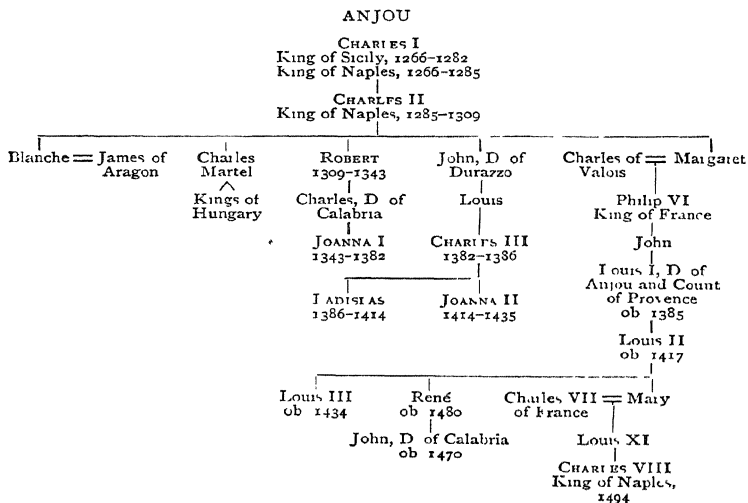 ANJOU
CHARLES I
King of Sicily, 1266–1282
King of Naples, 1266–1285
CHARLES II
King of Naples, 1285–1309
Blanche = James of Aragon
Charles Martel
Kings of Hungary
ROBERT
1309–1343
Charles, D of Calabria
JOANNA I
1343–1382
John, D of Durazzo
Louis
CHARLES III
1382–1386
LADISLAS
1386–1414
JOANNA II
1414–1435
Charles of Valois = Margaret
Philip VI
King of France
John
Louis I, D of
Anjou and Count
of Provence
ob 1385
Louis II
ob 1417
Louis III
ob 1434
René
ob 1480
John, D of Calabria
ob 1470
Charles VII of France = Mary
Louis XI
CHARLES VIII
King of Naples,
1494